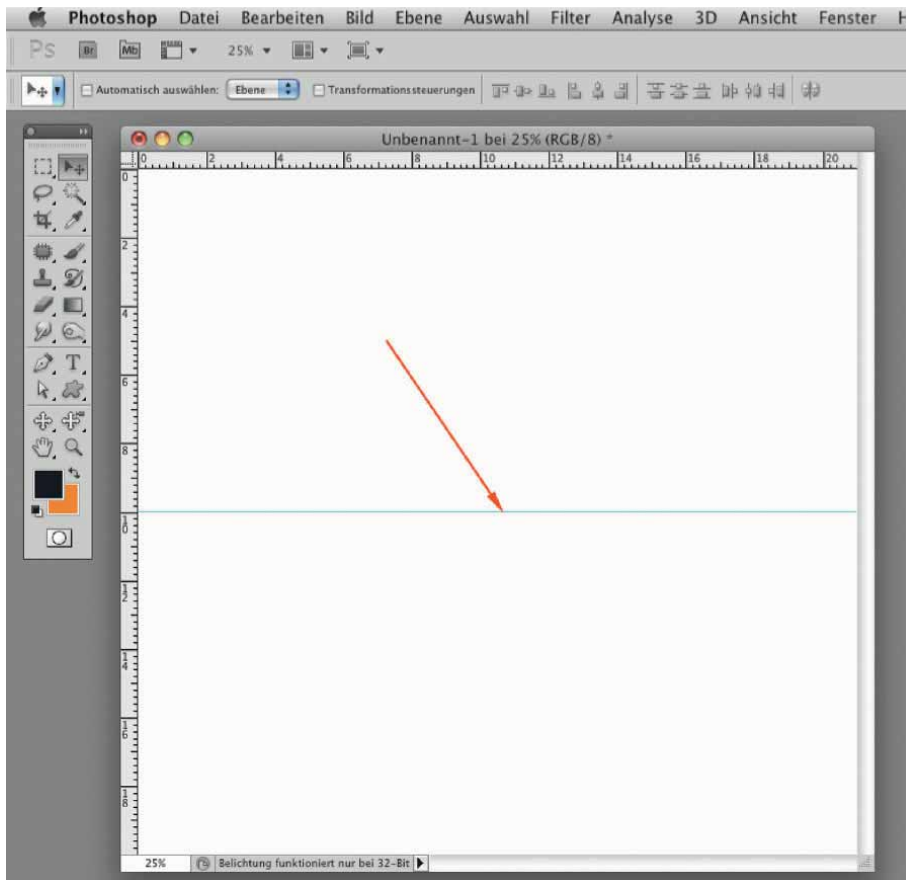 Photoshop Datei Bearbeiten Bild Ebene Auswahl Filter Analyse 3D Ansicht Fenster H
Ps Br Mb 25%
Automatisch auswählen: Ebene Transformationssteuerungen
Unbenannt-1 bei 25% (RGB/8) *
0 2 4 6 8 10 12 14 16 18 20
0
2
4
6
T
8
10
12
14
16
18
25% Belichtung funktioniert nur bei 32-Bit